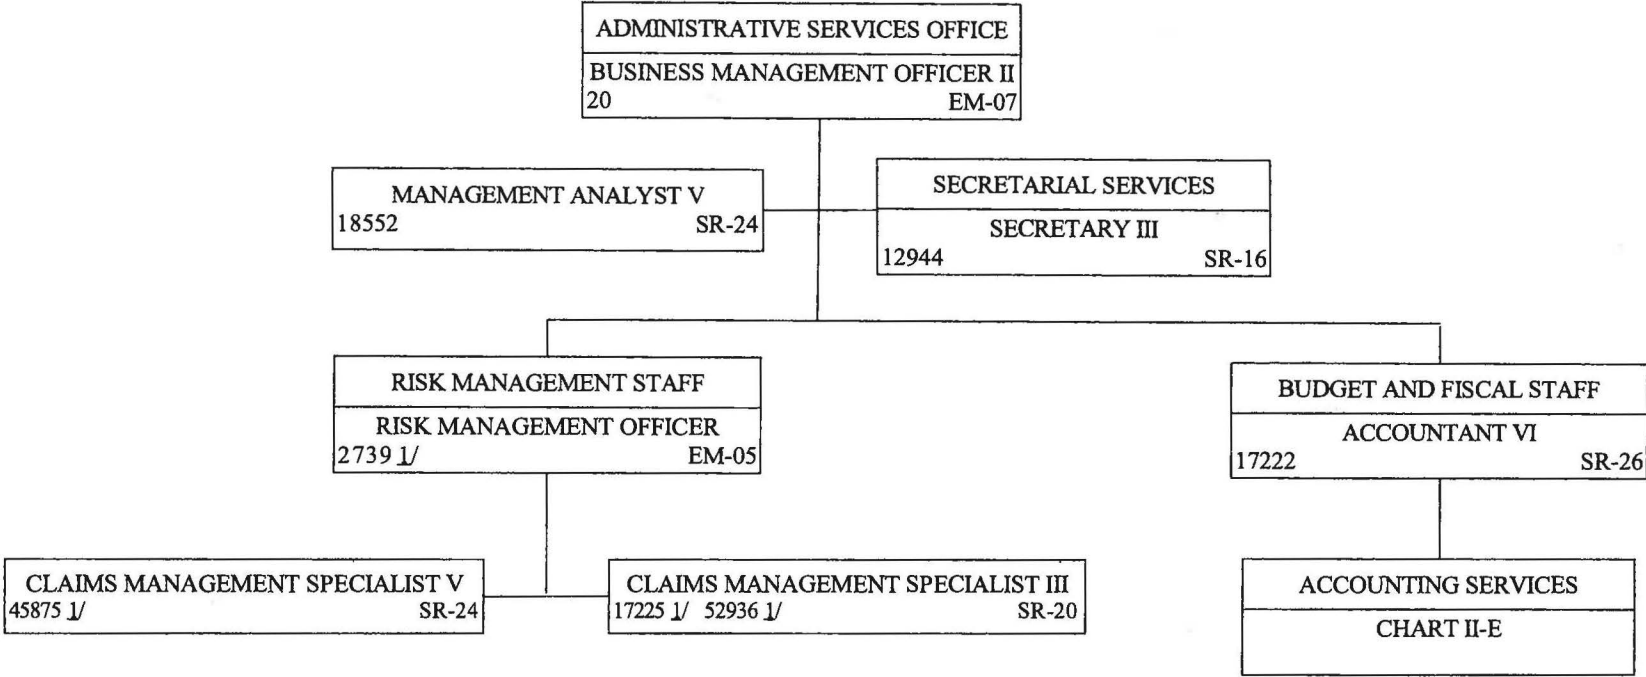 ADMINISTRATIVE SERVICES OFFICE
BUSINESS MANAGEMENT OFFICER II
20 EM-07
MANAGEMENT ANALYST V
18552 SR-24
SECRETARIAL SERVICES
SECRETARY III
12944 SR-16
RISK MANAGEMENT STAFF
RISK MANAGEMENT OFFICER
2739 1/ EM-05
BUDGET AND FISCAL STAFF
ACCOUNTANT VI
17222 SR-26
CLAIMS MANAGEMENT SPECIALIST V
45875 1/ SR-24
CLAIMS MANAGEMENT SPECIALIST III
17225 1/ 52936 1/ SR-20
ACCOUNTING SERVICES
CHART II-E